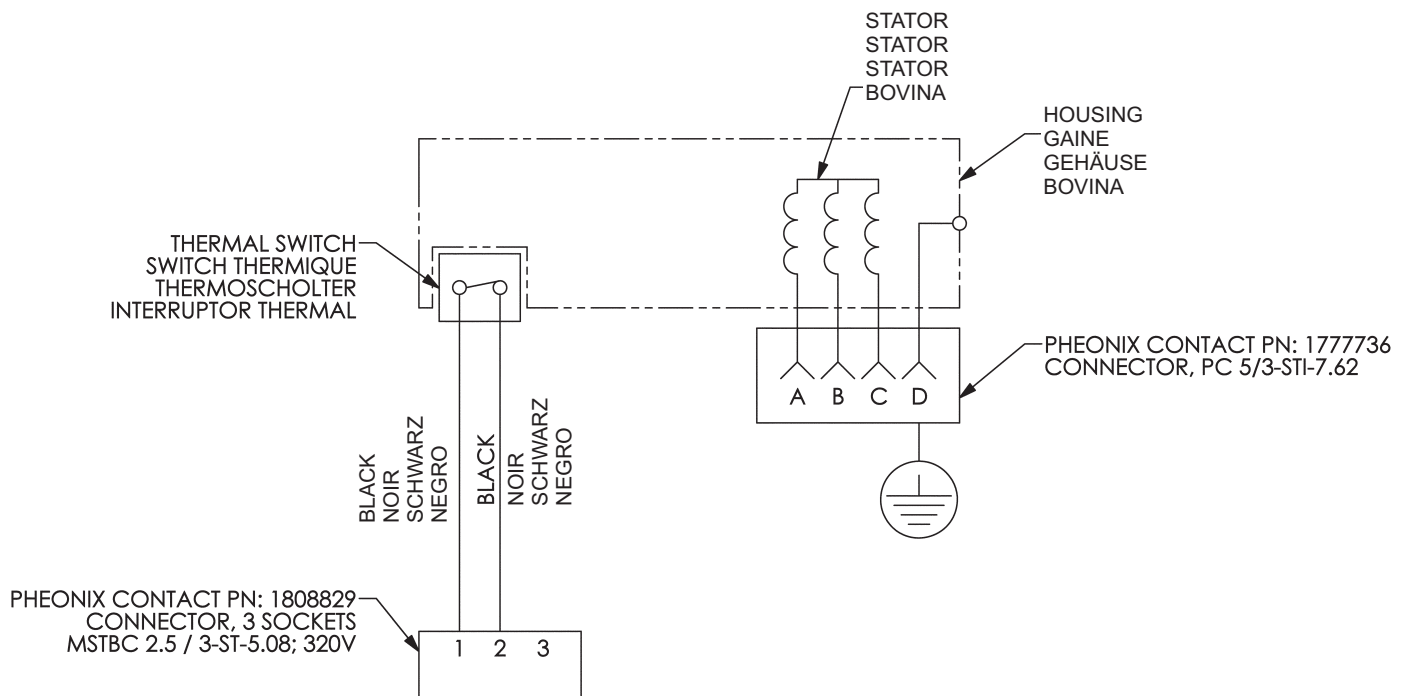 STATOR
STATOR
STATOR
BOVINA
HOUSING
GAINE
GEHÄUSE
BOVINA
THERMAL SWITCH
SWITCH THERMIQUE
THERMOSCHOLTER
INTERRUPTOR THERMAL
PHEONIX CONTACT PN: 1777736
CONNECTOR, PC 5/3-STI-7.62
A B C D
BLACK
NOIR
SCHWARZ
NEGRO
BLACK
NOIR
SCHWARZ
NEGRO
PHEONIX CONTACT PN: 1808829
CONNECTOR, 3 SOCKETS
MSTBC 2.5 / 3-ST-5.08; 320V
1 2 3